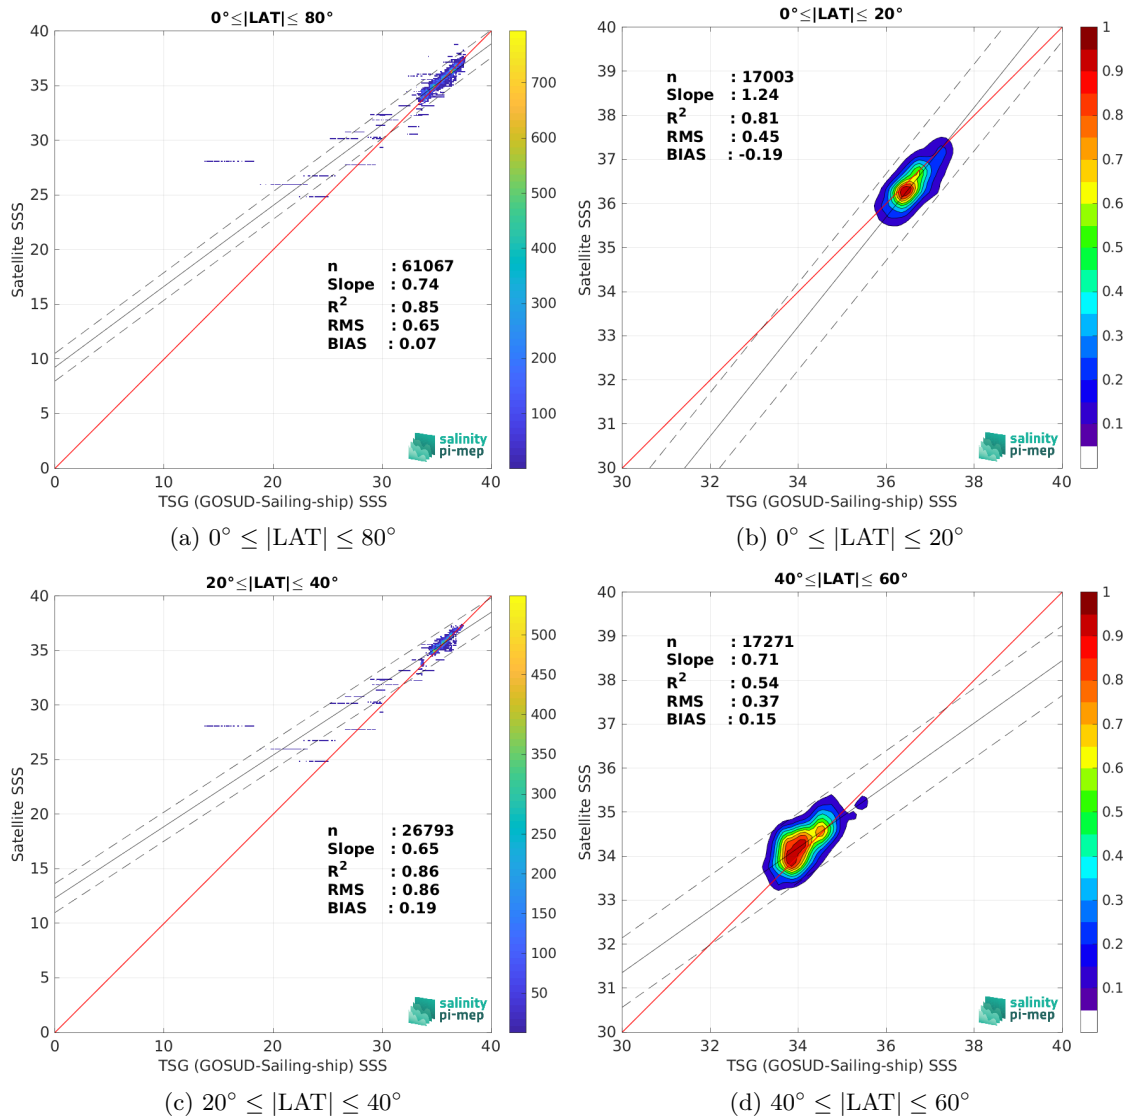 0°≤|LAT|≤ 80°
40
35
30
25
20
15
10
5
0
Satellite SSS
n : 61067
Slope : 0.74
R² : 0.85
RMS : 0.65
BIAS : 0.07
salinity
pi-mep
0 10 20 30 40
TSG (GOSUD-Sailing-ship) SSS
700
600
500
400
300
200
100
(a) 0° ≤ |LAT| ≤ 80°
0°≤|LAT|≤ 20°
40
39
38
37
36
35
34
33
32
31
30
Satellite SSS
n : 17003
Slope : 1.24
R² : 0.81
RMS : 0.45
BIAS : -0.19
salinity
pi-mep
30 32 34 36 38 40
TSG (GOSUD-Sailing-ship) SSS
1
0.9
0.8
0.7
0.6
0.5
0.4
0.3
0.2
0.1
(b) 0° ≤ |LAT| ≤ 20°
20°≤|LAT|≤ 40°
40
35
30
25
20
15
10
5
0
Satellite SSS
n : 26793
Slope : 0.65
R² : 0.86
RMS : 0.86
BIAS : 0.19
salinity
pi-mep
0 10 20 30 40
TSG (GOSUD-Sailing-ship) SSS
500
450
400
350
300
250
200
150
100
50
(c) 20° ≤ |LAT| ≤ 40°
40°≤|LAT|≤ 60°
40
39
38
37
36
35
34
33
32
31
30
Satellite SSS
n : 17271
Slope : 0.71
R² : 0.54
RMS : 0.37
BIAS : 0.15
salinity
pi-mep
30 32 34 36 38 40
TSG (GOSUD-Sailing-ship) SSS
1
0.9
0.8
0.7
0.6
0.5
0.4
0.3
0.2
0.1
(d) 40° ≤ |LAT| ≤ 60°